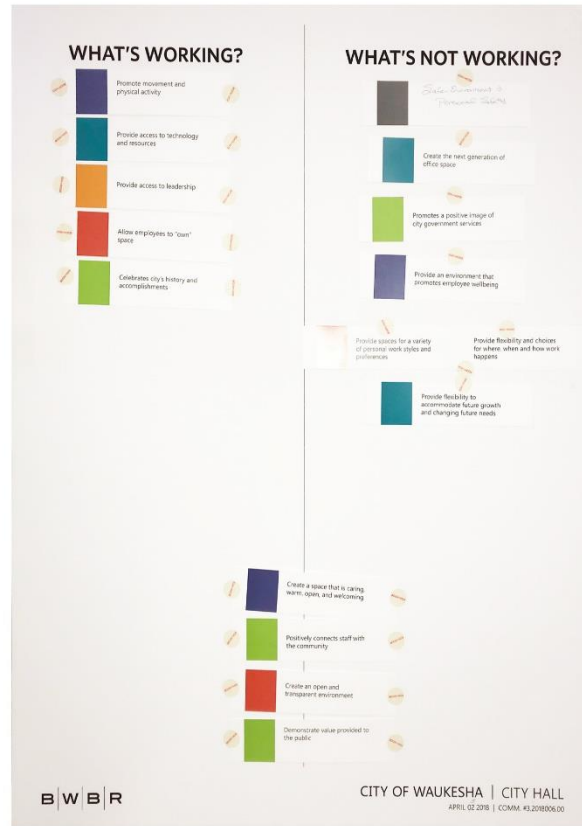 WHAT'S WORKING?
Promote movement and
physical activity
Provide access to technology
and resources
Provide access to leadership
Allow employees to "own"
space
Celebrates city's history and
accomplishments
WHAT'S NOT WORKING?
Create the next generation of
office space
Promotes a positive image of
city government services
Provide an environment that
promotes employee wellbeing
Provide spaces for a variety
of personal work styles and
preferences
Provide flexibility and choices
for where, when and how work
happens
Provide flexibility to
accommodate future growth
and changing future needs
Create a space that is caring,
warm, open, and welcoming
Positively connects staff with
the community
Create an open and
transparent environment
Demonstrate value provided to
the public
B|W|B|R
CITY OF WAUKESHA | CITY HALL
APRIL 02 2018 | COMM. #3.2018006.00